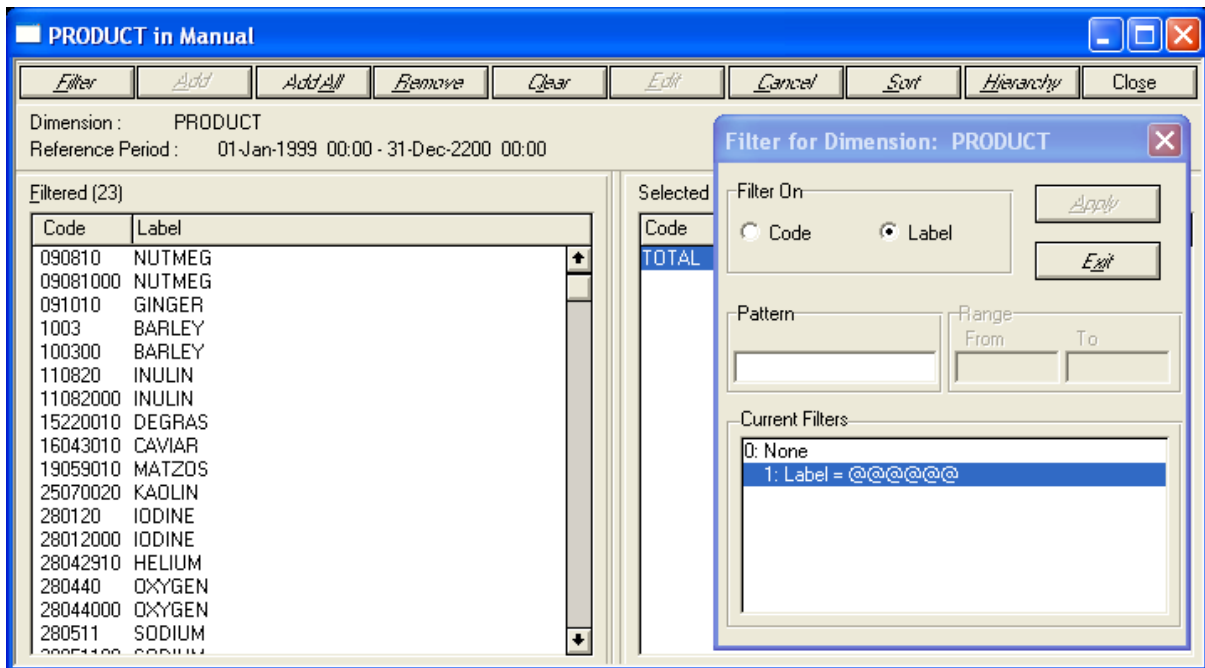 PRODUCT in Manual
Filter Add Add All Remove Clear Edit Cancel Sort Hierarchy Close
Dimension : PRODUCT
Reference Period : 01-Jan-1999 00:00 - 31-Dec-2200 00:00
Filtered (23)
Code Label
090810 NUTMEG
09081000 NUTMEG
091010 GINGER
1003 BARLEY
100300 BARLEY
110820 INULIN
11082000 INULIN
15220010 DEGRAS
16043010 CAVIAR
19059010 MATZOS
25070020 KAOLIN
280120 IODINE
28012000 IODINE
28042910 HELIUM
280440 OXYGEN
28044000 OXYGEN
280511 SODIUM
Selected
Code
TOTAL
Filter for Dimension: PRODUCT
Filter On
Code Label
Apply
Exit
Pattern
Range
From To
Current Filters
0: None
1: Label = @@@@@@